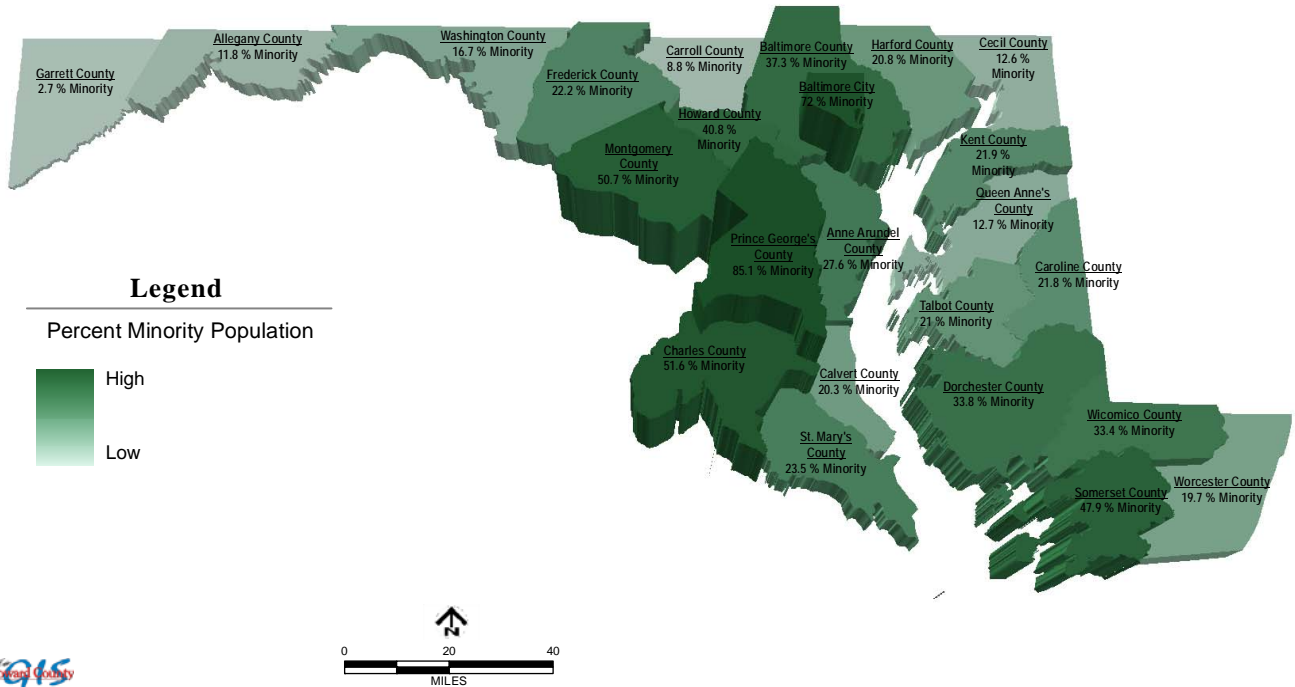 Garrett County
2.7 % Minority
Allegany County
11.8 % Minority
Washington County
16.7 % Minority
Frederick County
22.2 % Minority
Carroll County
8.8 % Minority
Baltimore County
37.3 % Minority
Baltimore City
72 % Minority
Harford County
20.8 % Minority
Cecil County
12.6 %
Minority
Howard County
40.8 %
Minority
Montgomery
County
50.7 % Minority
Kent County
21.9 %
Minority
Queen Anne's
County
12.7 % Minority
Prince George's
County
85.1 % Minority
Anne Arundel
County
27.6 % Minority
Caroline County
21.8 % Minority
Talbot County
21 % Minority
Charles County
51.6 % Minority
Calvert County
20.3 % Minority
Dorchester County
33.8 % Minority
Wicomico County
33.4 % Minority
St. Mary's
County
23.5 % Minority
Somerset County
47.9 % Minority
Worcester County
19.7 % Minority
Legend
Percent Minority Population
High
Low
N
0 20 40
MILES
GIS
County